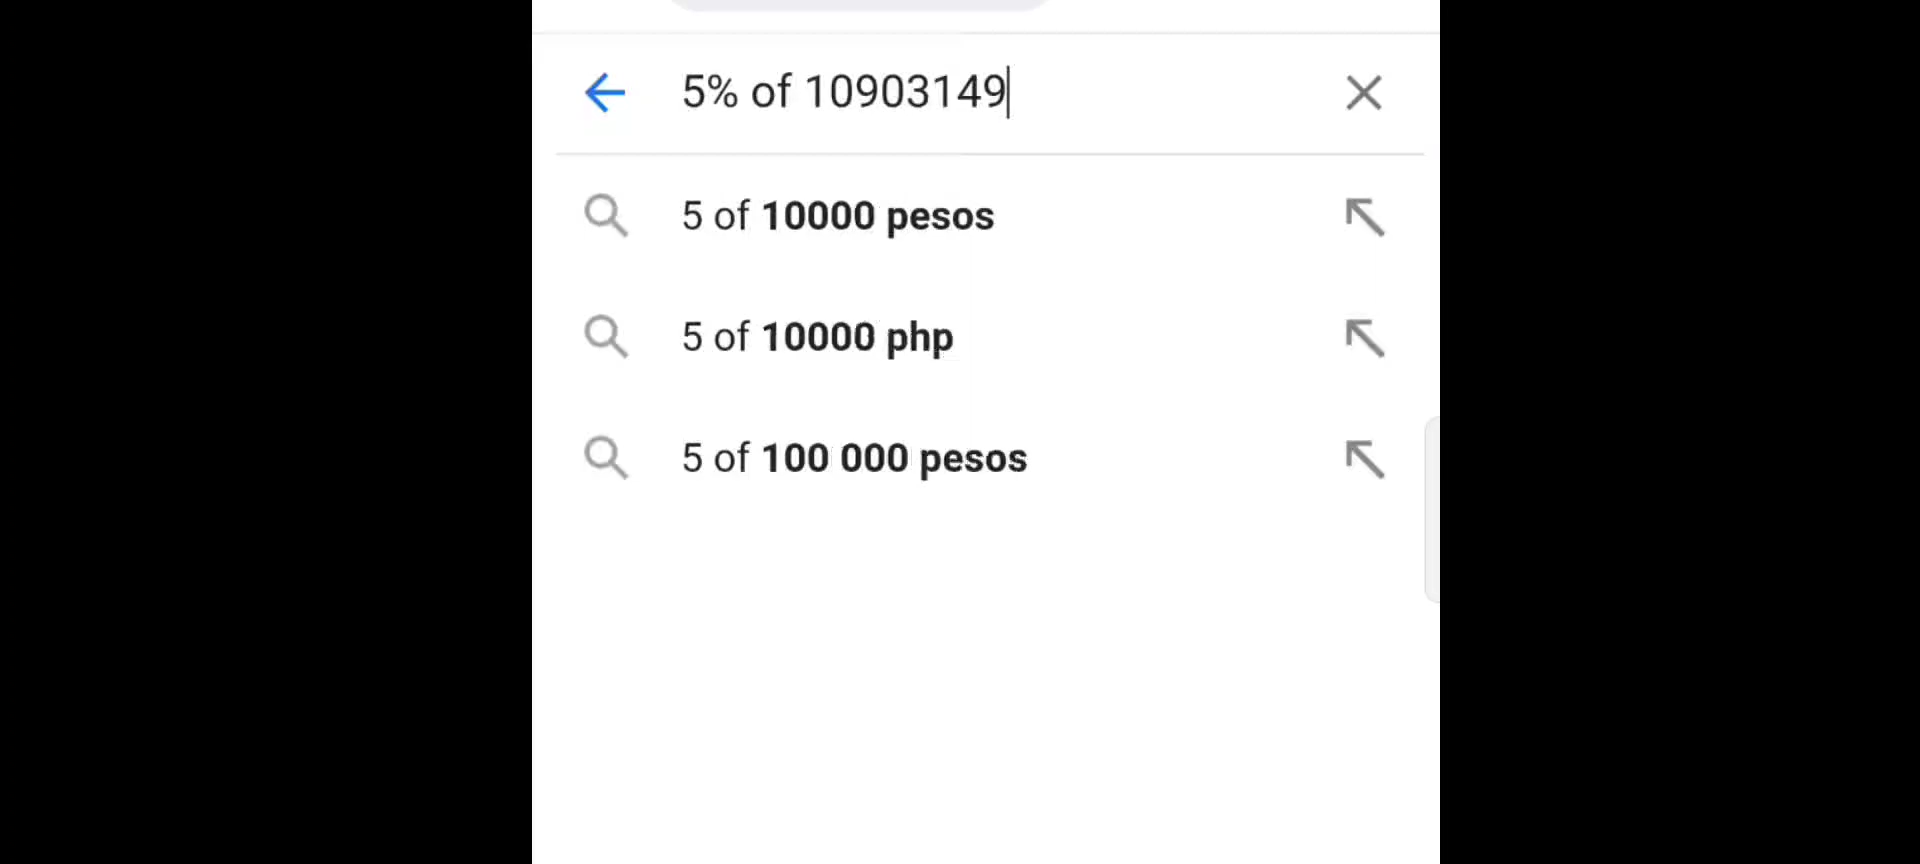 5% of 10903149
5 of 10000 pesos
5 of 10000 php
5 of 100 000 pesos